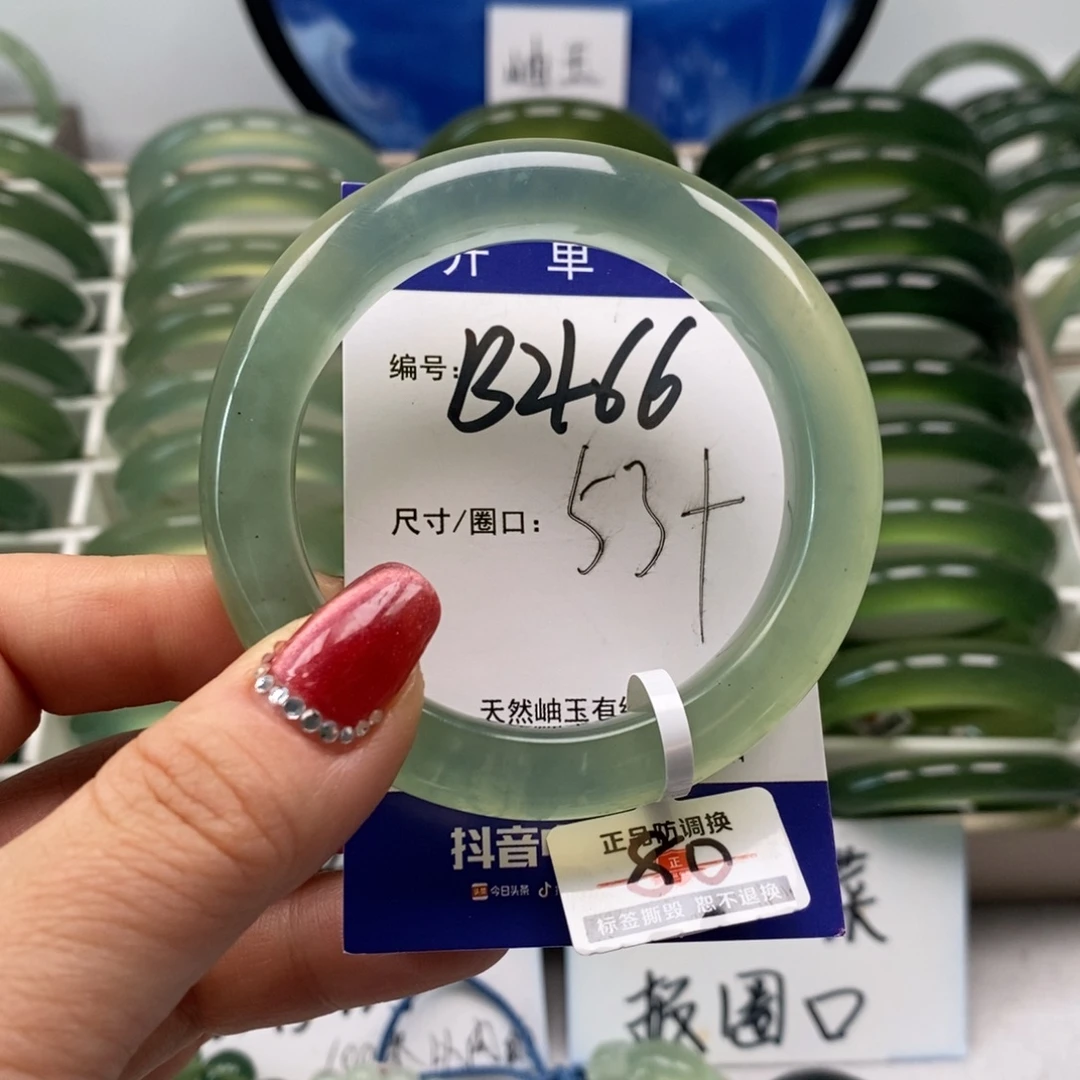 岫玉
开单
编号:B2466
尺寸/圈口: 53+
天然岫玉有
抖音
今日头条
正品防调换
80
正
标签撕毁 恕不退换
菜
报圈口